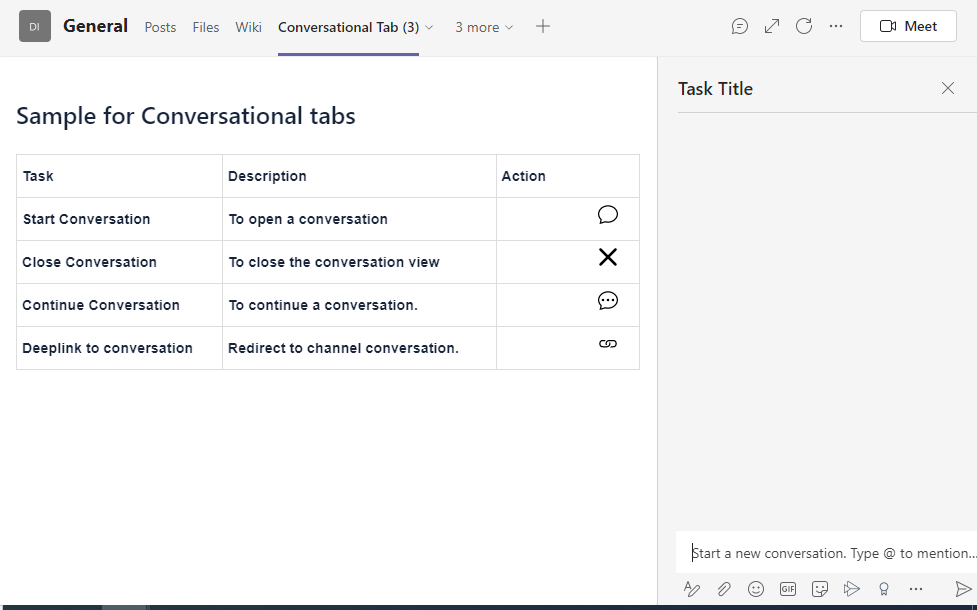 DI General Posts Files Wiki Conversational Tab (3) 3 more Meet
Task Title
Sample for Conversational tabs
Task Description Action
Start Conversation To open a conversation
Close Conversation To close the conversation view
Continue Conversation To continue a conversation.
Deeplink to conversation Redirect to channel conversation.
Start a new conversation. Type @ to mention...
GIF